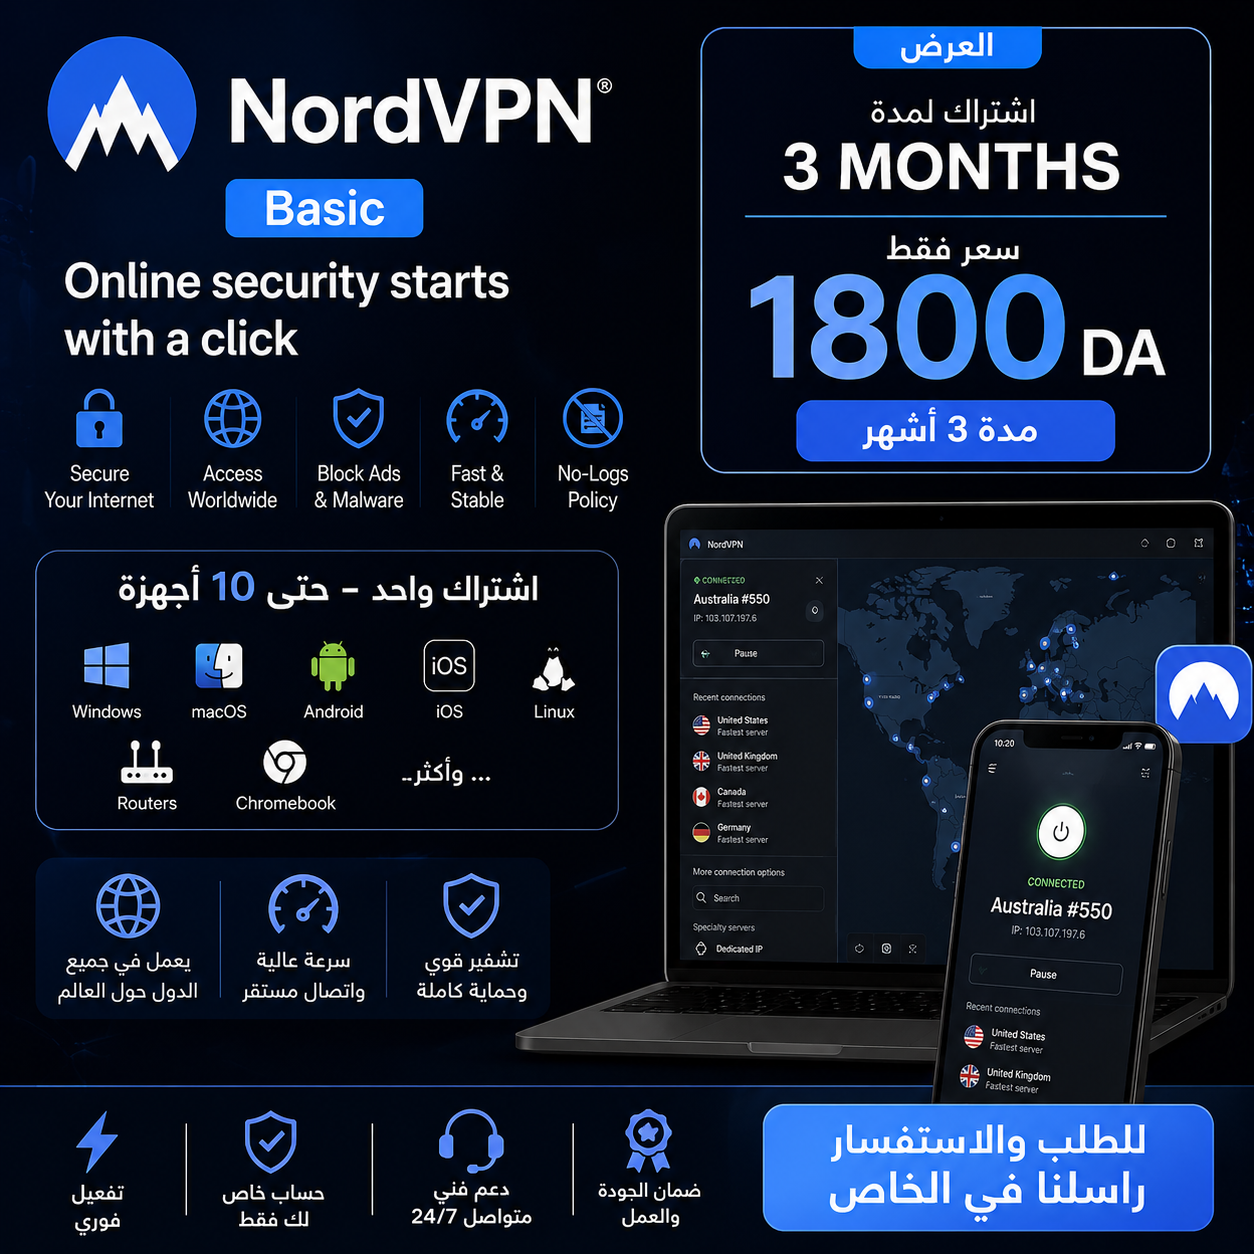 NordVPN®
Basic
Online security starts
with a click
Secure
Your Internet
Access
Worldwide
Block Ads
& Malware
Fast &
Stable
No-Logs
Policy
العرض
اشتراك لمدة
3 MONTHS
سعر فقط
1800 DA
مدة 3 أشهر
اشتراك واحد – حتى 10 أجهزة
Windows
macOS
Android
iOS
iOS
Linux
Routers
Chromebook
... وأكثر..
تشفير قوي
وحماية كاملة
سرعة عالية
واتصال مستقر
يعمل في جميع
الدول حول العالم
NordVPN
CONNECTED
Australia #550
IP: 103.107.197.6
Pause
Recent connections
United States
Fastest server
United Kingdom
Fastest server
Canada
Fastest server
Germany
Fastest server
More connection options
Search
Specialty servers
Dedicated IP
10:20
CONNECTED
Australia #550
IP: 103.107.197.6
Pause
Recent connections
United States
Fastest server
United Kingdom
Fastest server
ضمان الجودة
والعمل
دعم فني
متواصل 24/7
حساب خاص
لك فقط
تفعيل
فوري
للطلب والاستفسار
راسلنا في الخاص